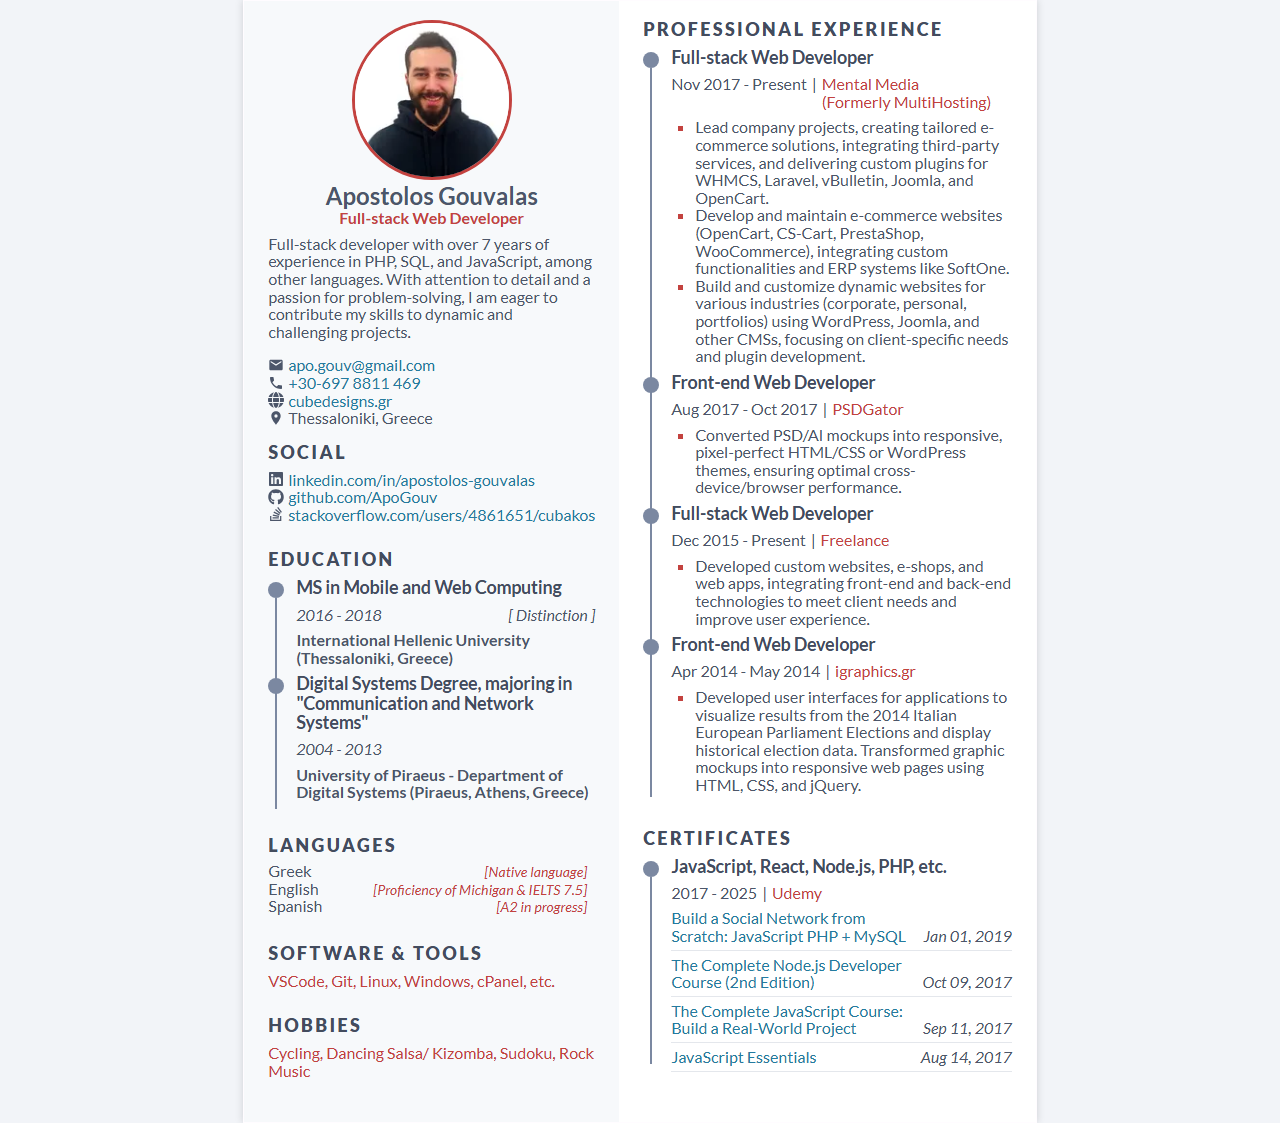 Apostolos Gouvalas
Full-stack Web Developer
Full-stack developer with over 7 years of
experience in PHP, SQL, and JavaScript, among
other languages. With attention to detail and a
passion for problem-solving, I am eager to
contribute my skills to dynamic and
challenging projects.
apo.gouv@gmail.com
+30-697 8811 469
cubedesigns.gr
Thessaloniki, Greece
SOCIAL
linkedin.com/in/apostolos-gouvalas
github.com/ApoGouv
stackoverflow.com/users/4861651/cubakos
EDUCATION
MS in Mobile and Web Computing
2016 - 2018 [ Distinction ]
International Hellenic University
(Thessaloniki, Greece)
Digital Systems Degree, majoring in
"Communication and Network
Systems"
2004 - 2013
University of Piraeus - Department of
Digital Systems (Piraeus, Athens, Greece)
LANGUAGES
Greek [Native language]
English [Proficiency of Michigan & IELTS 7.5]
Spanish [A2 in progress]
SOFTWARE & TOOLS
VSCode, Git, Linux, Windows, cPanel, etc.
HOBBIES
Cycling, Dancing Salsa/ Kizomba, Sudoku, Rock
Music
PROFESSIONAL EXPERIENCE
Full-stack Web Developer
Nov 2017 - Present | Mental Media
(Formerly MultiHosting)
Lead company projects, creating tailored e-
commerce solutions, integrating third-party
services, and delivering custom plugins for
WHMCS, Laravel, vBulletin, Joomla, and
OpenCart.
Develop and maintain e-commerce websites
(OpenCart, CS-Cart, PrestaShop,
WooCommerce), integrating custom
functionalities and ERP systems like SoftOne.
Build and customize dynamic websites for
various industries (corporate, personal,
portfolios) using WordPress, Joomla, and
other CMSs, focusing on client-specific needs
and plugin development.
Front-end Web Developer
Aug 2017 - Oct 2017 | PSDGator
Converted PSD/AI mockups into responsive,
pixel-perfect HTML/CSS or WordPress
themes, ensuring optimal cross-
device/browser performance.
Full-stack Web Developer
Dec 2015 - Present | Freelance
Developed custom websites, e-shops, and
web apps, integrating front-end and back-end
technologies to meet client needs and
improve user experience.
Front-end Web Developer
Apr 2014 - May 2014 | igraphics.gr
Developed user interfaces for applications to
visualize results from the 2014 Italian
European Parliament Elections and display
historical election data. Transformed graphic
mockups into responsive web pages using
HTML, CSS, and jQuery.
CERTIFICATES
JavaScript, React, Node.js, PHP, etc.
2017 - 2025 | Udemy
Build a Social Network from
Scratch: JavaScript PHP + MySQL Jan 01, 2019
The Complete Node.js Developer
Course (2nd Edition) Oct 09, 2017
The Complete JavaScript Course:
Build a Real-World Project Sep 11, 2017
JavaScript Essentials Aug 14, 2017